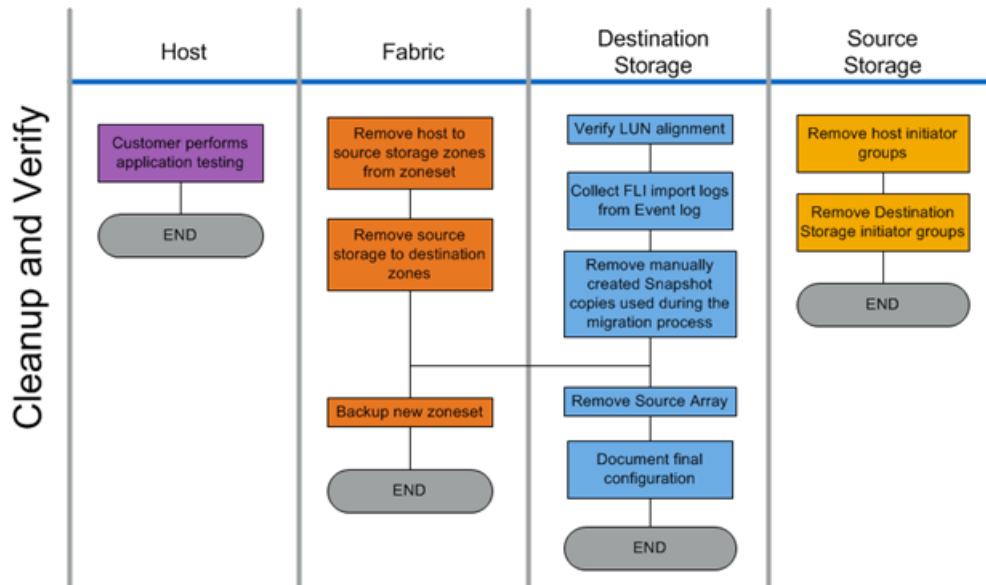 Cleanup and Verify
Host
Customer performs
application testing
END
Fabric
Remove host to
source storage zones
from zoneset
Remove source
storage to destination
zones
Backup new zoneset
END
Destination
Storage
Verify LUN alignment
Collect FLI import logs
from Event log
Remove manually
created Snapshot
copies used during the
migration process
Remove Source Array
Document final
configuration
END
Source
Storage
Remove host initiator
groups
Remove Destination
Storage initiator groups
END